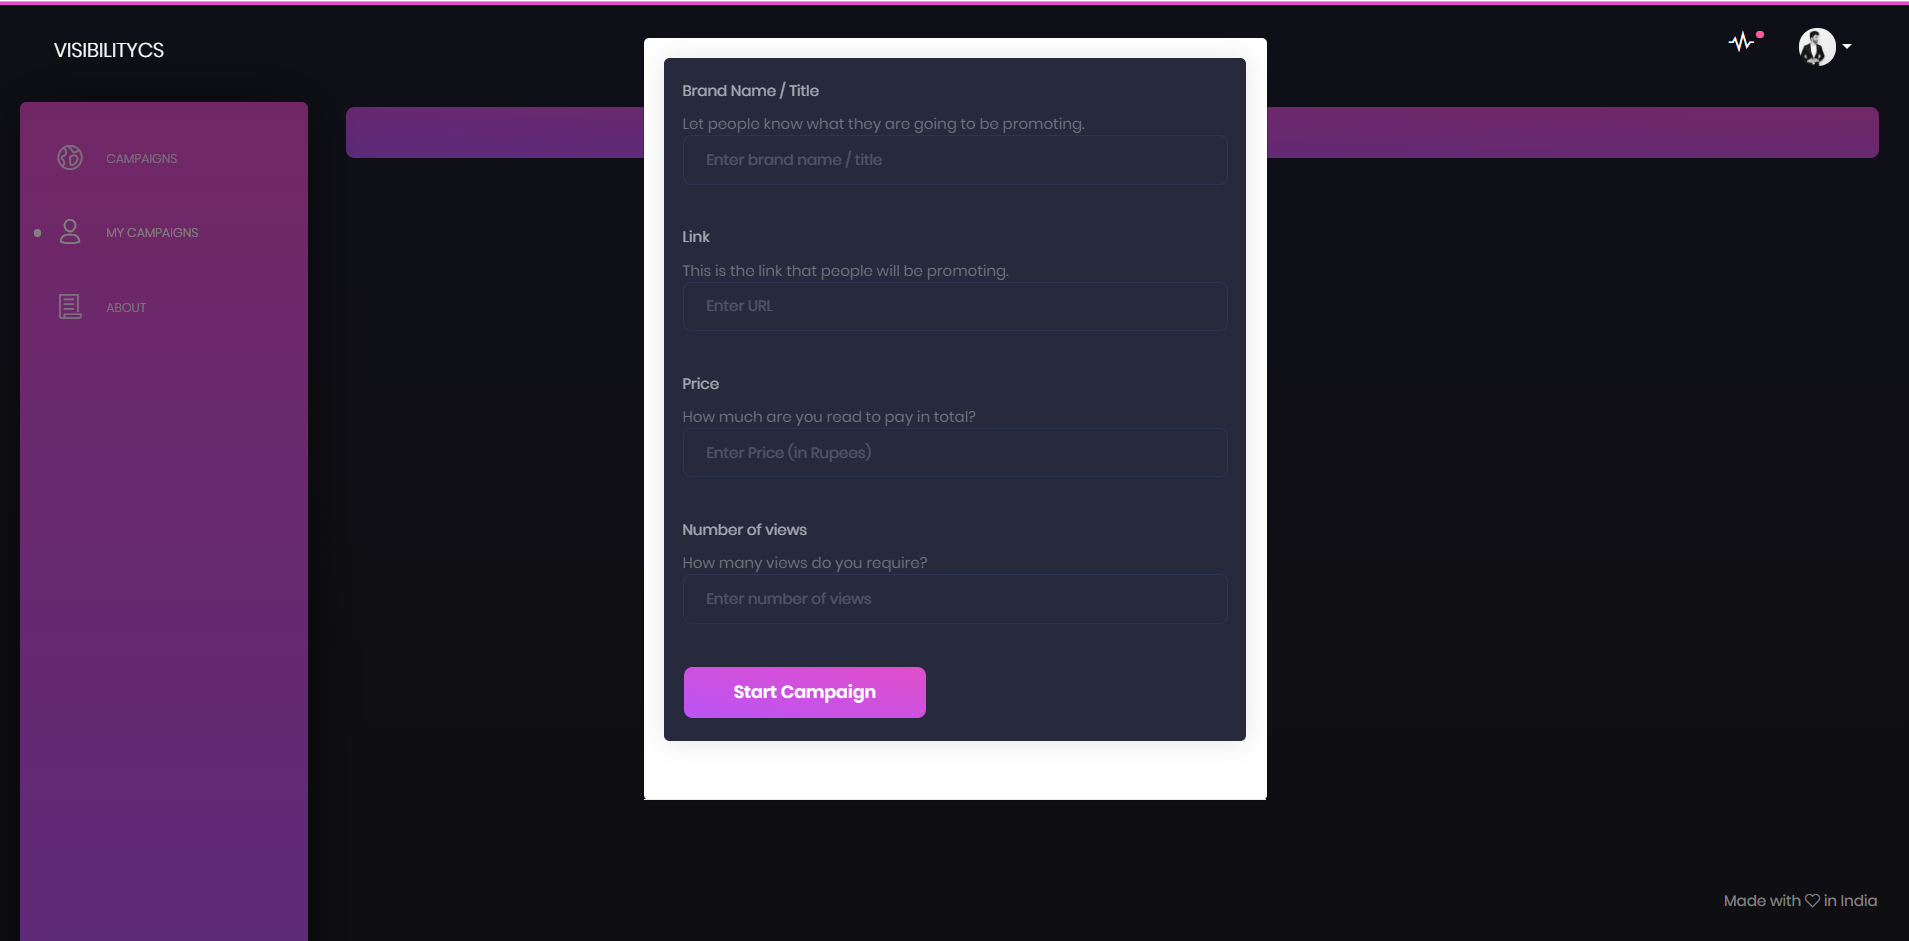 VISIBILITYCS
CAMPAIGNS
MY CAMPAIGNS
ABOUT
Brand Name / Title
Let people know what they are going to be promoting.
Enter brand name / title
Link
This is the link that people will be promoting.
Enter URL
Price
How much are you read to pay in total?
Enter Price (in Rupees)
Number of views
How many views do you require?
Enter number of views
Start Campaign
Made with ♡ in India